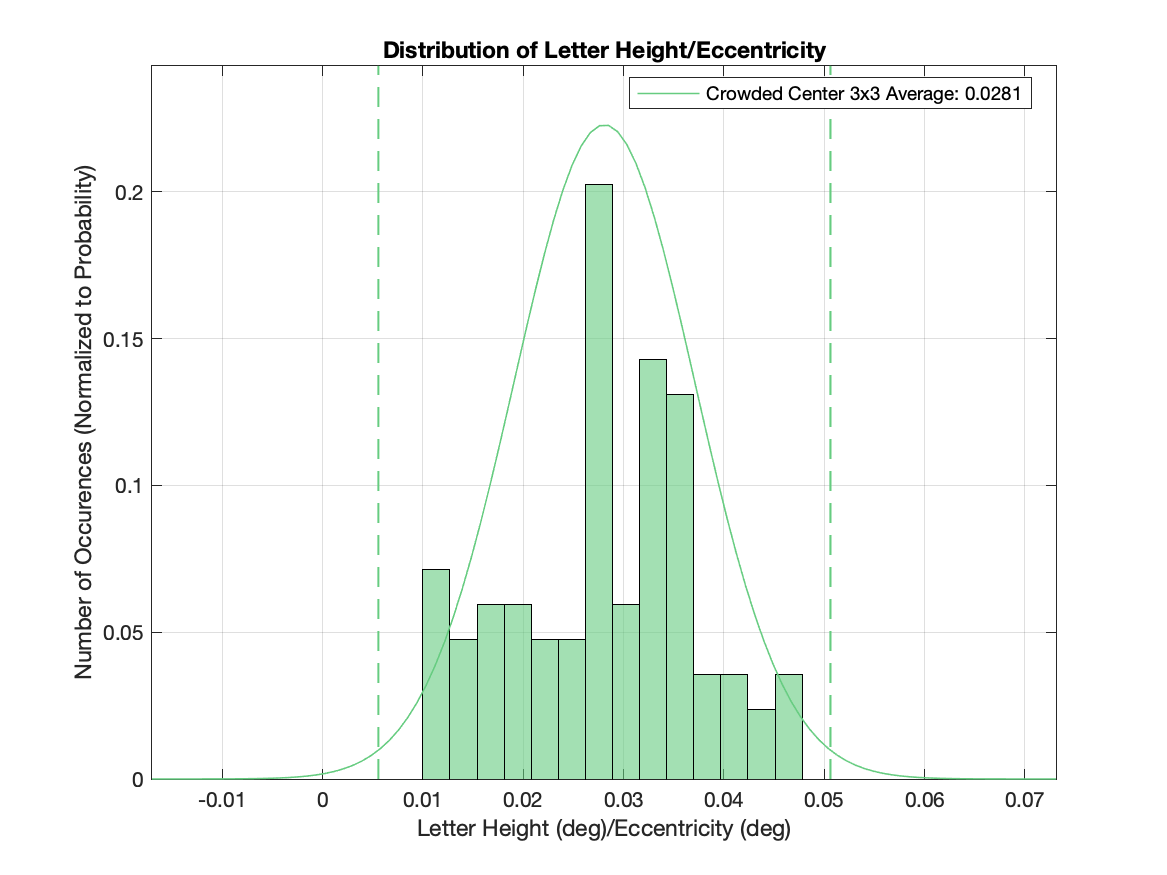 Distribution of Letter Height/Eccentricity
Crowded Center 3x3 Average: 0.0281
Number of Occurences (Normalized to Probability)
0.2
0.15
0.1
0.05
0
-0.01 0 0.01 0.02 0.03 0.04 0.05 0.06 0.07
Letter Height (deg)/Eccentricity (deg)